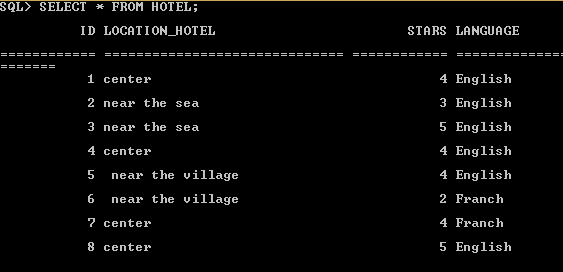 SQL> SELECT * FROM HOTEL;
ID LOCATION_HOTEL STARS LANGUAGE
============ =============================== ============ ==============
=======
1 center 4 English
2 near the sea 3 English
3 near the sea 5 English
4 center 4 English
5 near the village 4 English
6 near the village 2 Franch
7 center 4 Franch
8 center 5 English